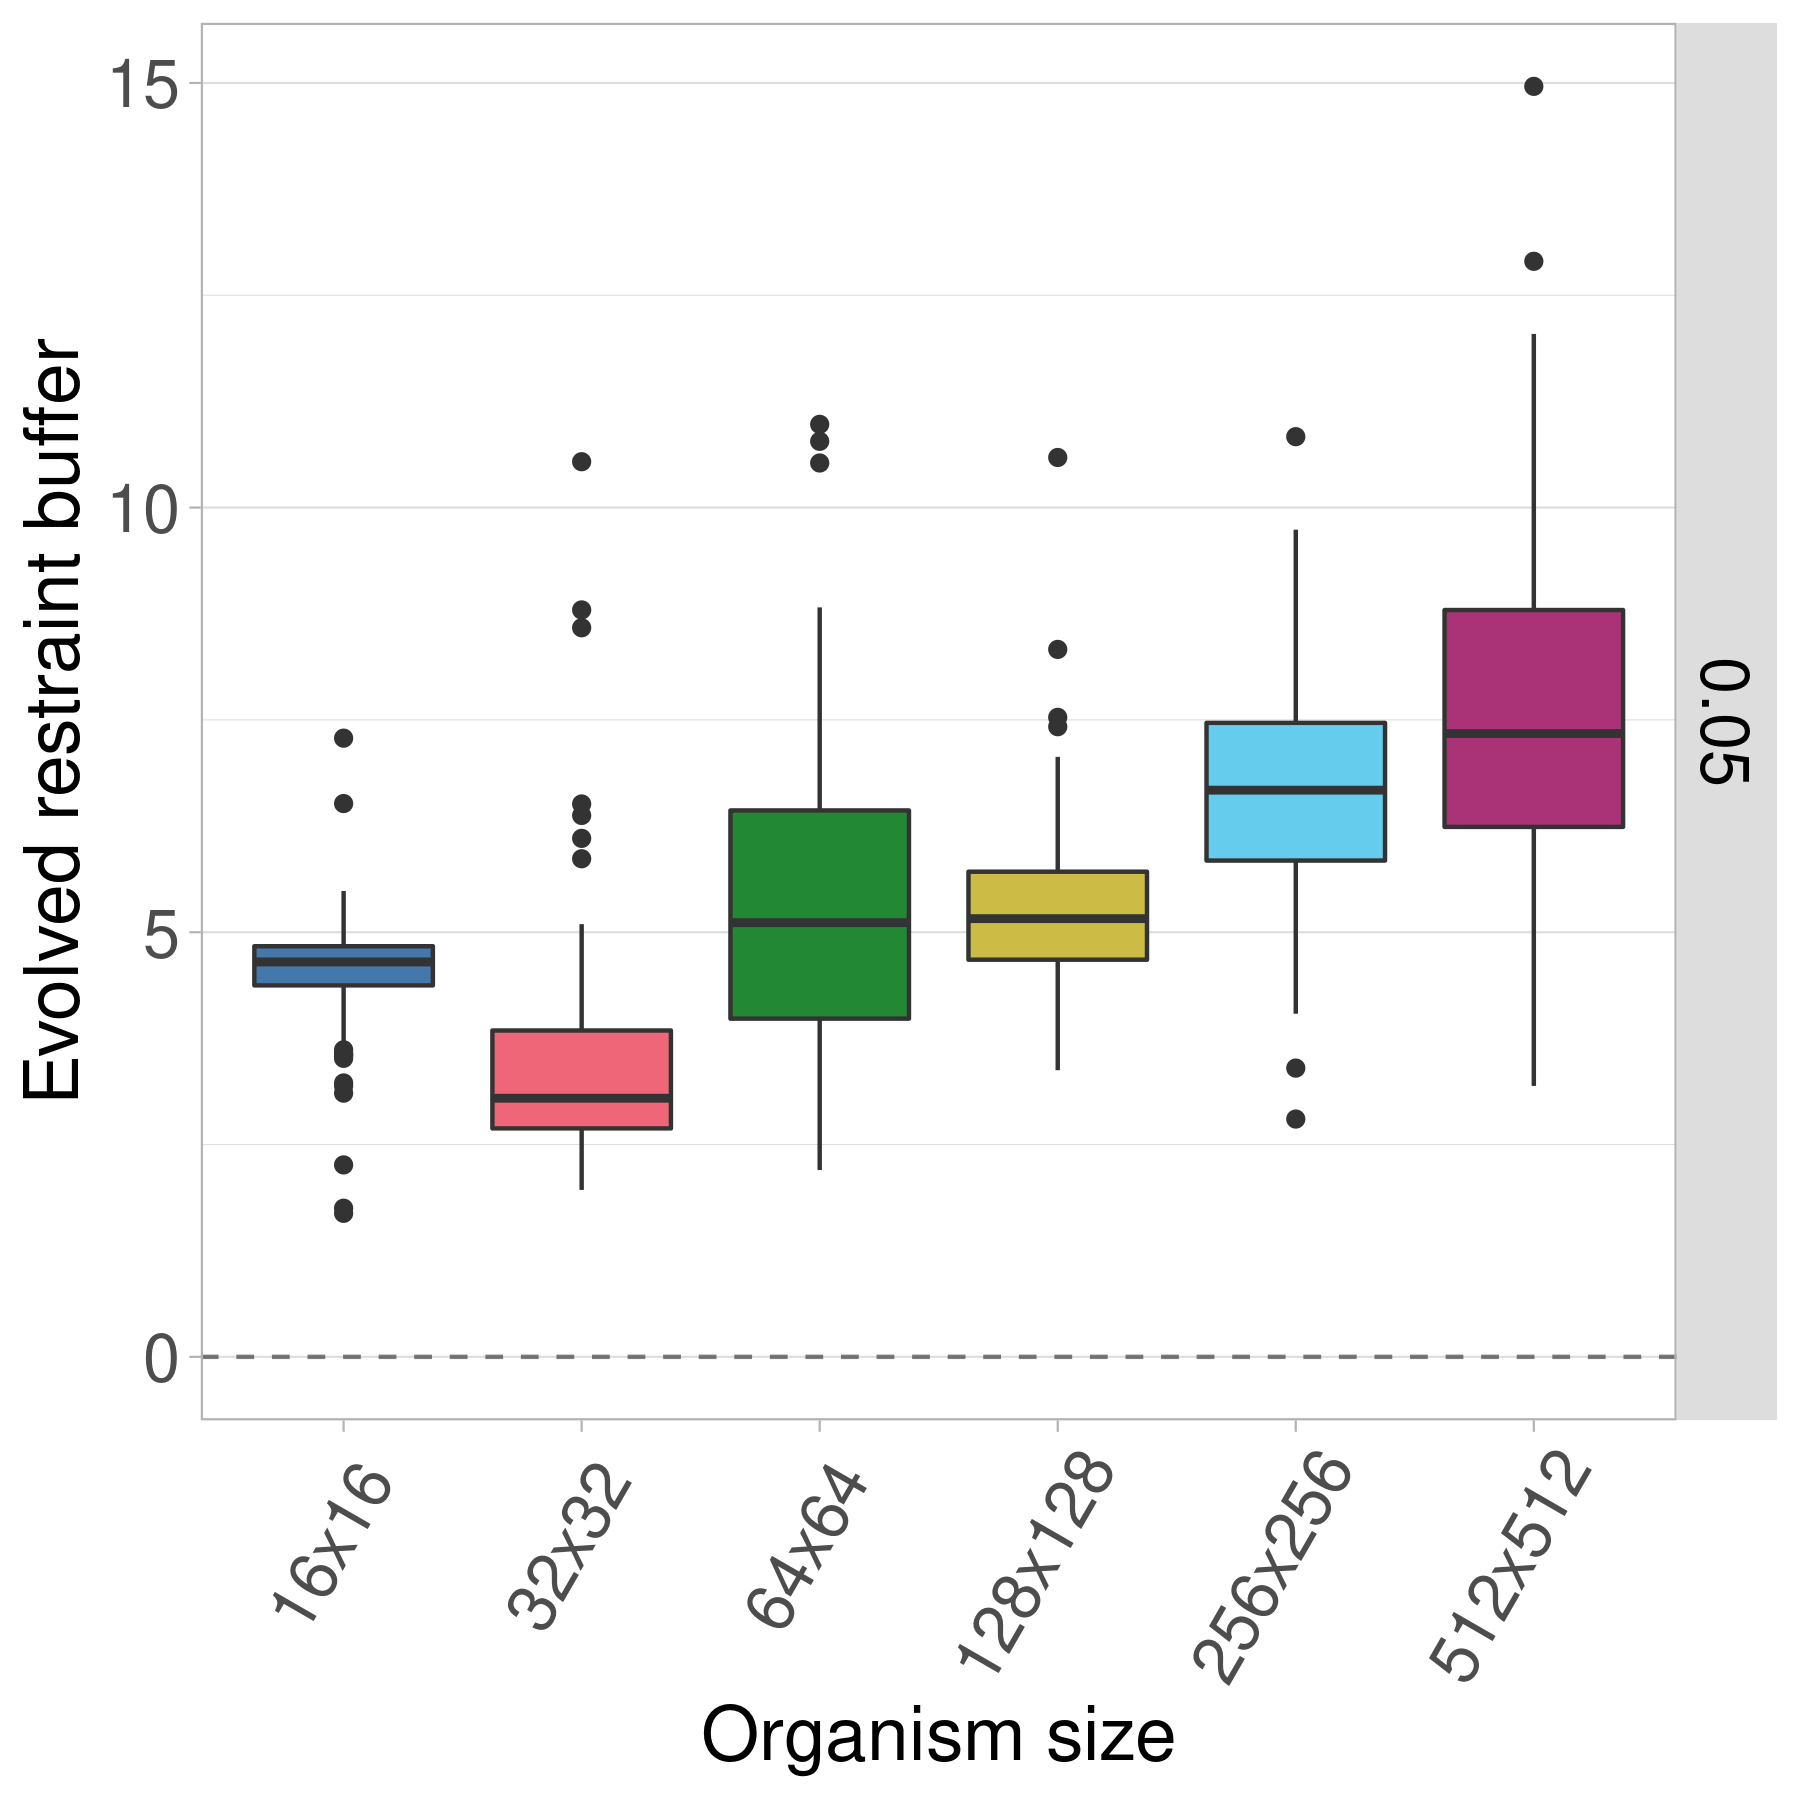 Evolved restraint buffer
15
10
5
0
0.05
16x16
32x32
64x64
128x128
256x256
512x512
Organism size